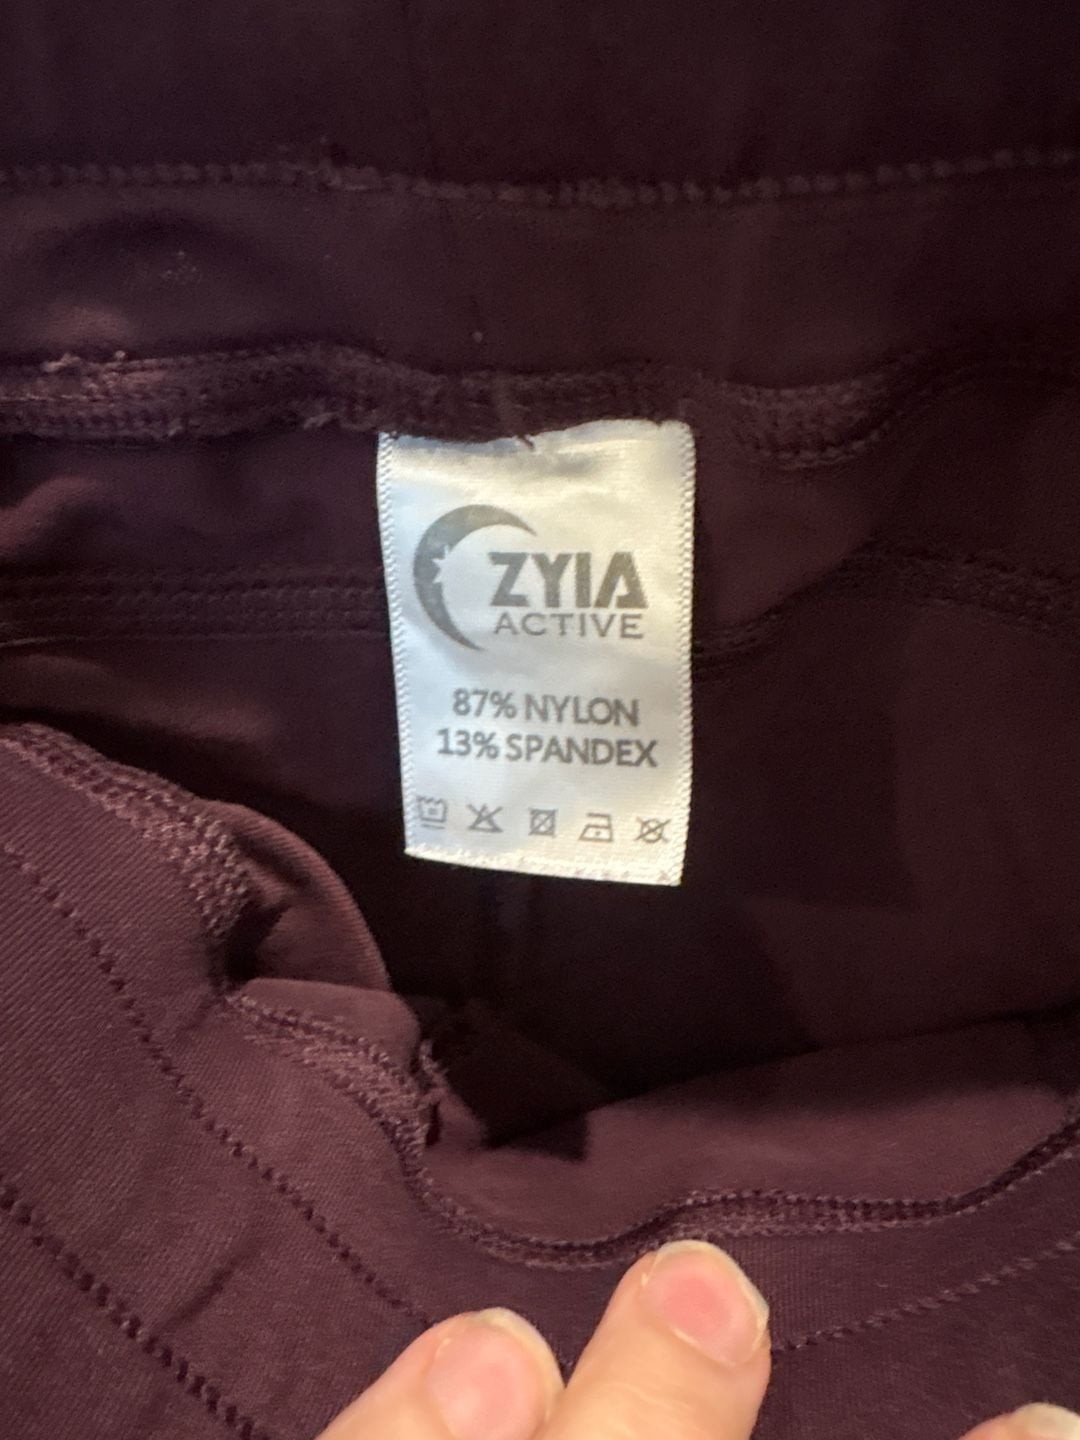 ZYIA
ACTIVE
87% NYLON
13% SPANDEX